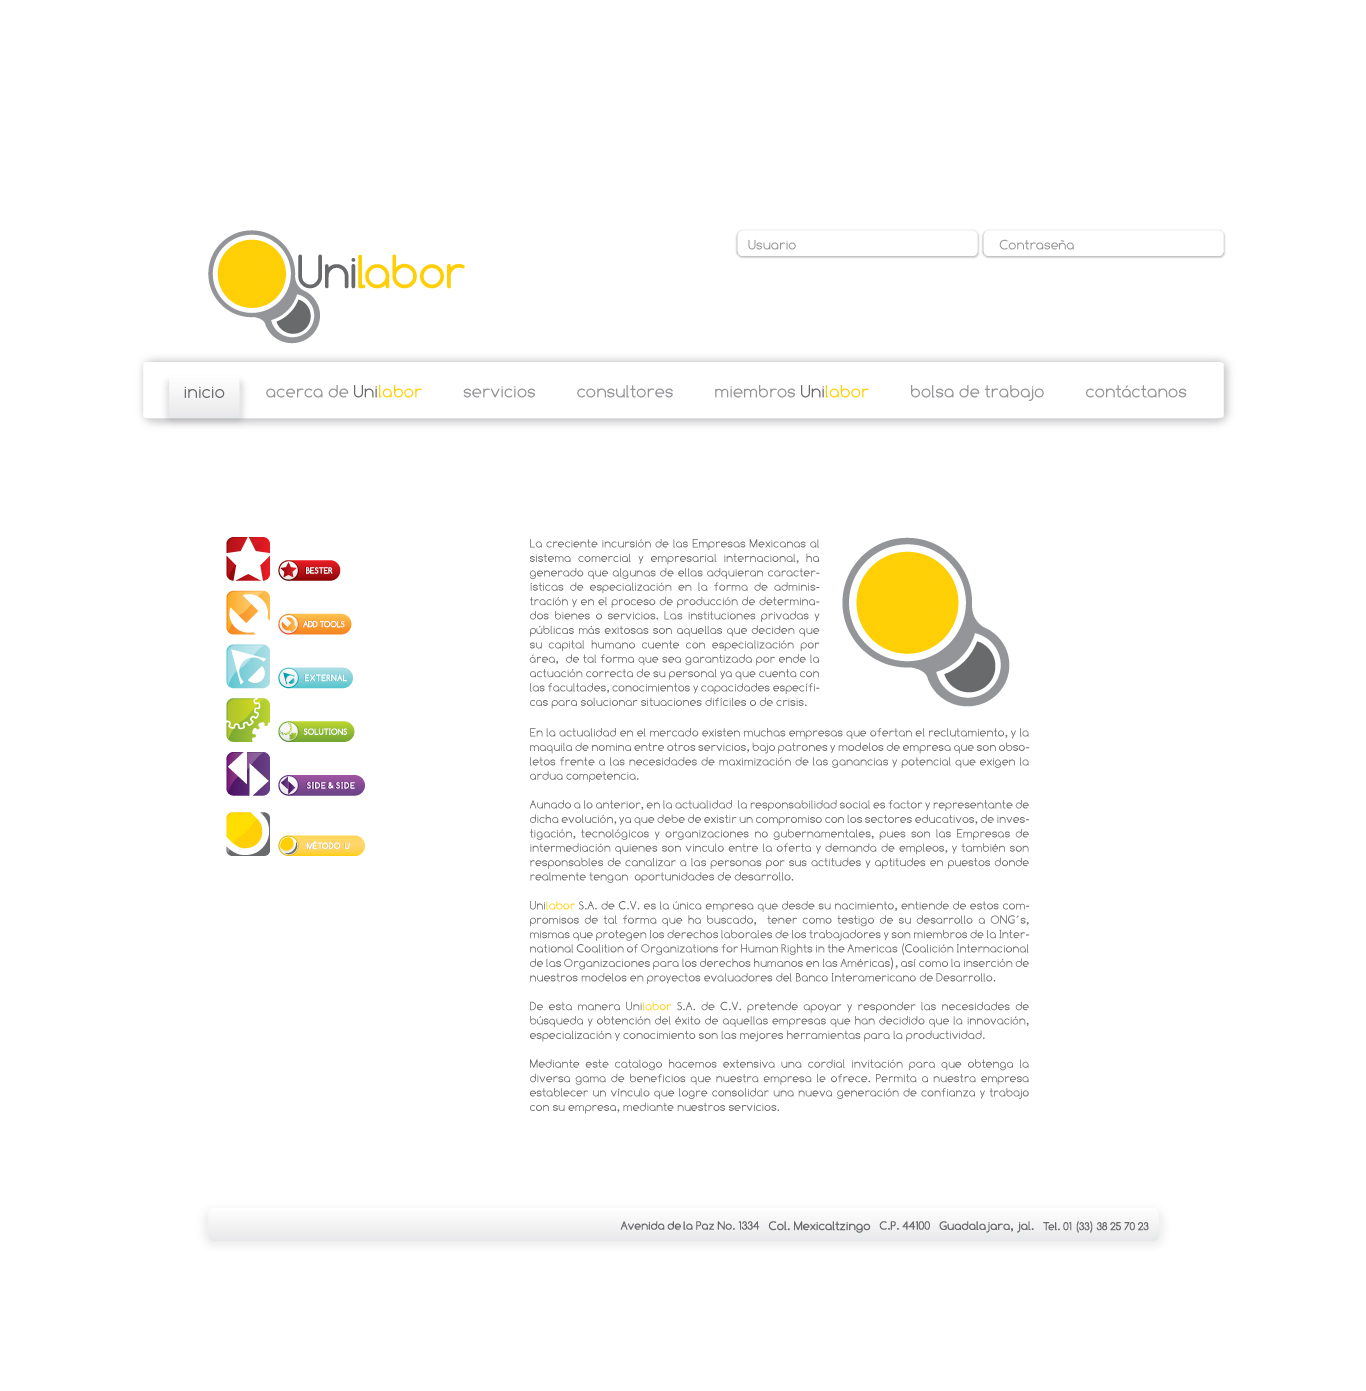 Unilabor
Usuario
Contraseña
inicio
acerca de Unilabor
servicios
consultores
miembros Unilabor
bolsa de trabajo
contáctanos
BESTER
ADD TOOLS
EXTERNAL
SOLUTIONS
SIDE & SIDE
MÉTODO U
La creciente incursión de las Empresas Mexicanas al
sistema comercial y empresarial internacional, ha
generado que algunas de ellas adquieran caracter-
ísticas de especialización en la forma de adminis-
tración y en el proceso de producción de determina-
dos bienes o servicios. Las instituciones privadas y
públicas más exitosas son aquellas que deciden que
su capital humano cuente con especialización por
área, de tal forma que sea garantizada por ende la
actuación correcta de su personal ya que cuenta con
las facultades, conocimientos y capacidades específi-
cas para solucionar situaciones difíciles o de crisis.
En la actualidad en el mercado existen muchas empresas que ofertan el reclutamiento, y la
maquila de nomina entre otros servicios, bajo patrones y modelos de empresa que son obso-
letos frente a las necesidades de maximización de las ganancias y potencial que exigen la
ardua competencia.
Aunado a lo anterior, en la actualidad la responsabilidad social es factor y representante de
dicha evolución, ya que debe de existir un compromiso con los sectores educativos, de inves-
tigación, tecnológicos y organizaciones no gubernamentales, pues son las Empresas de
intermediación quienes son vinculo entre la oferta y demanda de empleos, y también son
responsables de canalizar a las personas por sus actitudes y aptitudes en puestos donde
realmente tengan oportunidades de desarrollo.
Unilabor S.A. de C.V. es la única empresa que desde su nacimiento, entiende de estos com-
promisos de tal forma que ha buscado, tener como testigo de su desarrollo a ONG´s,
mismas que protegen los derechos laborales de los trabajadores y son miembros de la Inter-
national Coalition of Organizations for Human Rights in the Americas (Coalición Internacional
de las Organizaciones para los derechos humanos en las Américas), así como la inserción de
nuestros modelos en proyectos evaluadores del Banco Interamericano de Desarrollo.
De esta manera Unilabor S.A. de C.V. pretende apoyar y responder las necesidades de
búsqueda y obtención del éxito de aquellas empresas que han decidido que la innovación,
especialización y conocimiento son las mejores herramientas para la productividad.
Mediante este catalogo hacemos extensiva una cordial invitación para que obtenga la
diversa gama de beneficios que nuestra empresa le ofrece. Permita a nuestra empresa
establecer un vínculo que logre consolidar una nueva generación de confianza y trabajo
con su empresa, mediante nuestros servicios.
Avenida de la Paz No. 1334 Col. Mexicaltzingo C.P. 44100 Guadalajara, jal. Tel. 01 (33) 38 25 70 23